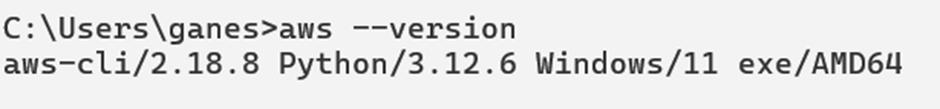 C:\Users\ganes>aws --version
aws-cli/2.18.8 Python/3.12.6 Windows/11 exe/AMD64